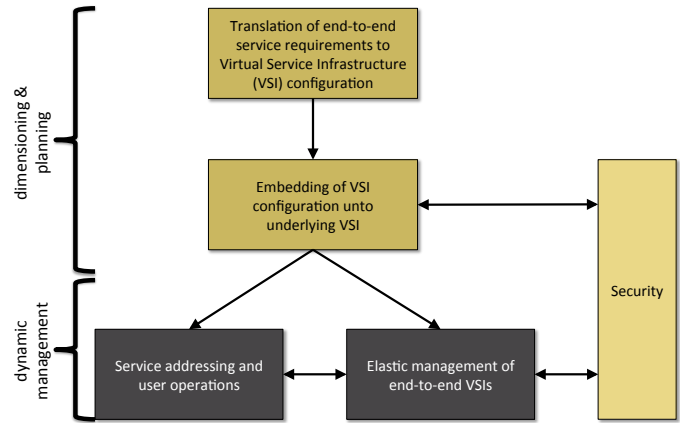 Translation of end-to-end
service requirements to
Virtual Service Infrastructure
(VSI) configuration
dimensioning &
planning
Embedding of VSI
configuration unto
underlying VSI
Security
dynamic
management
Service addressing and
user operations
Elastic management of
end-to-end VSIs